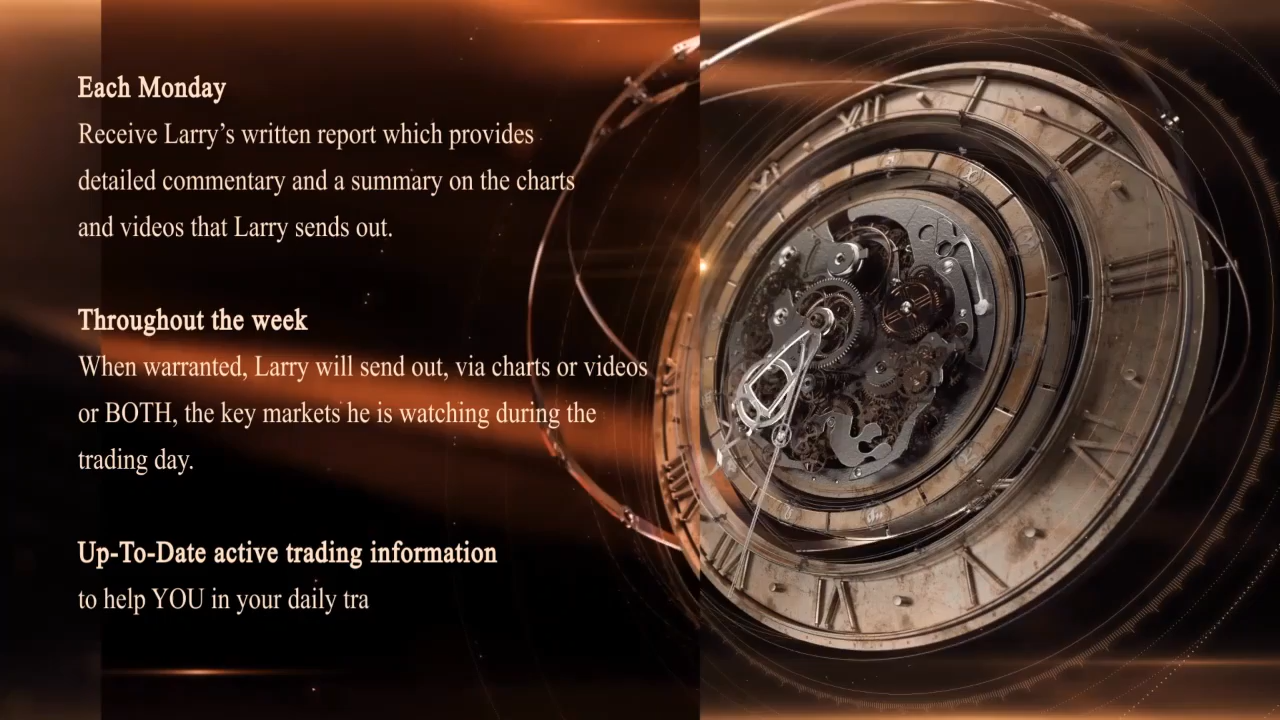 Each Monday
Receive Larry’s written report which provides
detailed commentary and a summary on the charts
and videos that Larry sends out.
Throughout the week
When warranted, Larry will send out, via charts or videos
or BOTH, the key markets he is watching during the
trading day.
Up-To-Date active trading information
to help YOU in your daily tra